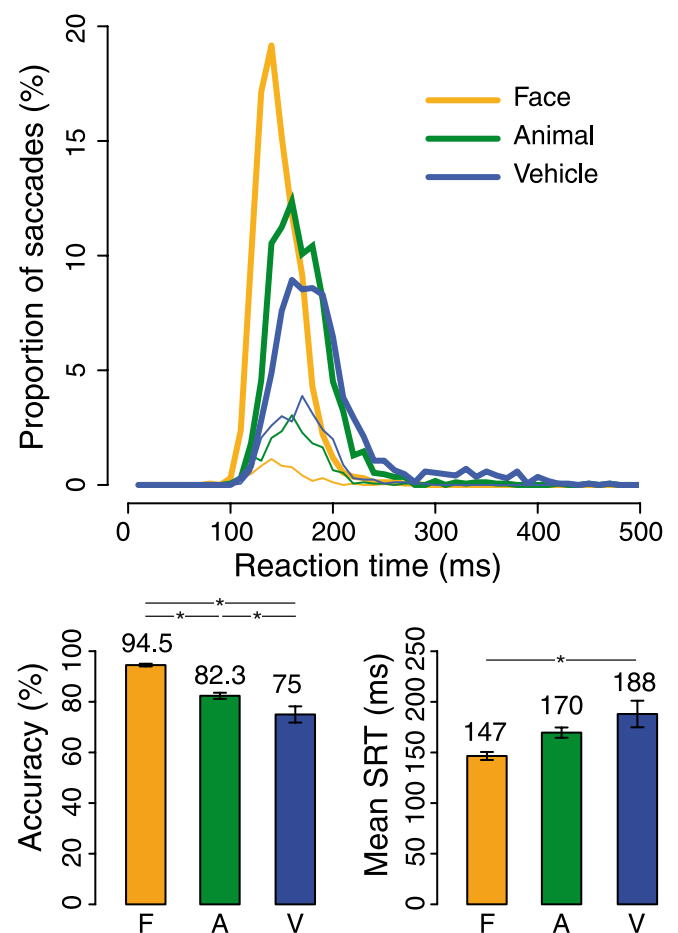 Proportion of saccades (%)
20
15
10
5
0
Face
Animal
Vehicle
0 100 200 300 400 500
Reaction time (ms)
*
* *
Accuracy (%)
100
80
60
40
20
0
94.5
82.3
75
F A V
Mean SRT (ms)
250
200
150
100
50
0
*
147
170
188
F A V